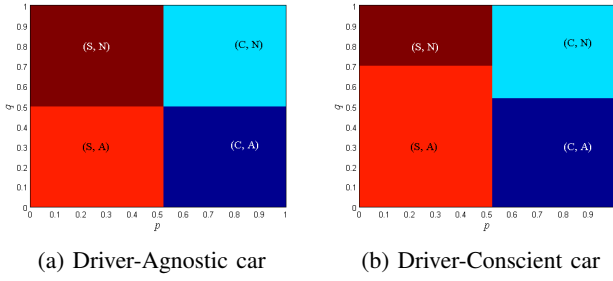 1
0.9
0.8
0.7
0.6
0.5
0.4
0.3
0.2
0.1
0
q
(S, N)
(C, N)
(S, A)
(C, A)
0 0.1 0.2 0.3 0.4 0.5 0.6 0.7 0.8 0.9 1
p
(a) Driver-Agnostic car
1
0.9
0.8
0.7
0.6
0.5
0.4
0.3
0.2
0.1
0
q
(S, N)
(C, N)
(S, A)
(C, A)
0 0.1 0.2 0.3 0.4 0.5 0.6 0.7 0.8 0.9
p
(b) Driver-Conscient car